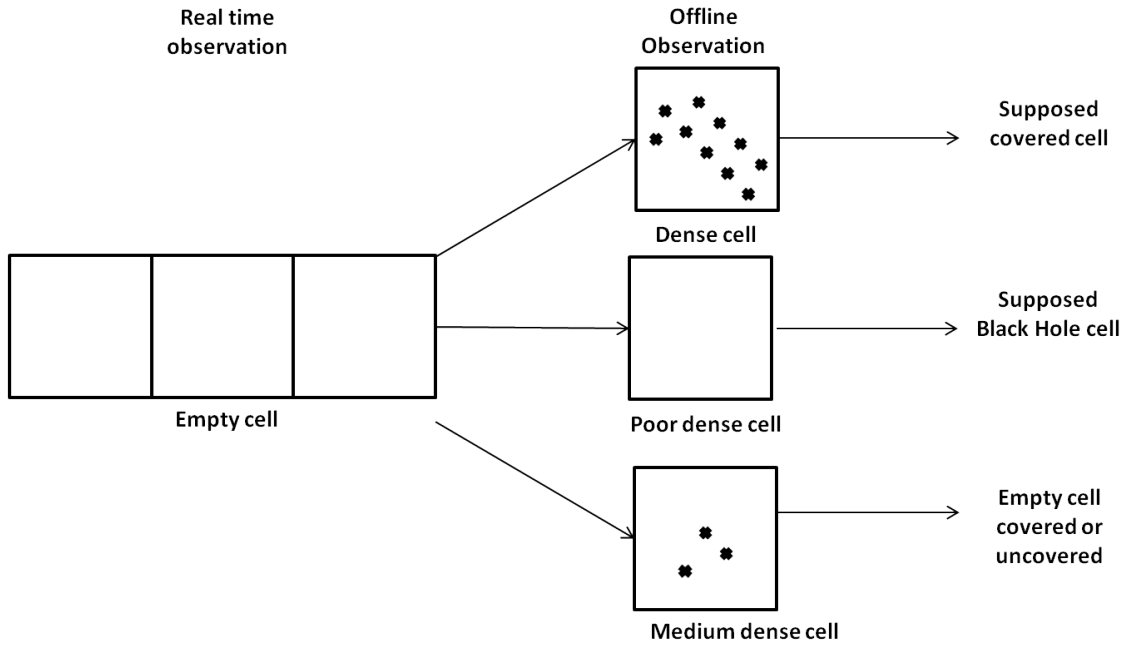 Real time
observation
Offline
Observation
Supposed
covered cell
Dense cell
Supposed
Black Hole cell
Empty cell
Poor dense cell
Empty cell
covered or
uncovered
Medium dense cell